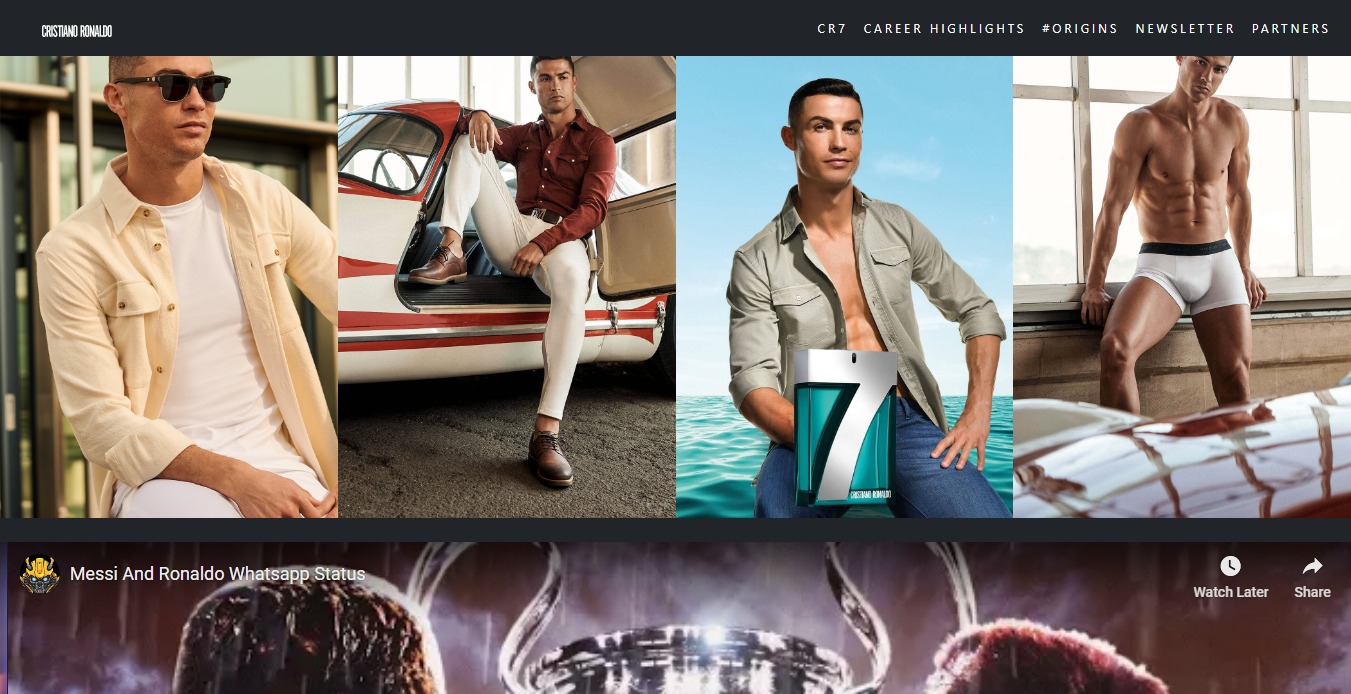 CRISTIANO RONALDO
CR7 CAREER HIGHLIGHTS #ORIGINS NEWSLETTER PARTNERS
7
CRISTIANO RONALDO
Messi And Ronaldo Whatsapp Status
Watch Later Share